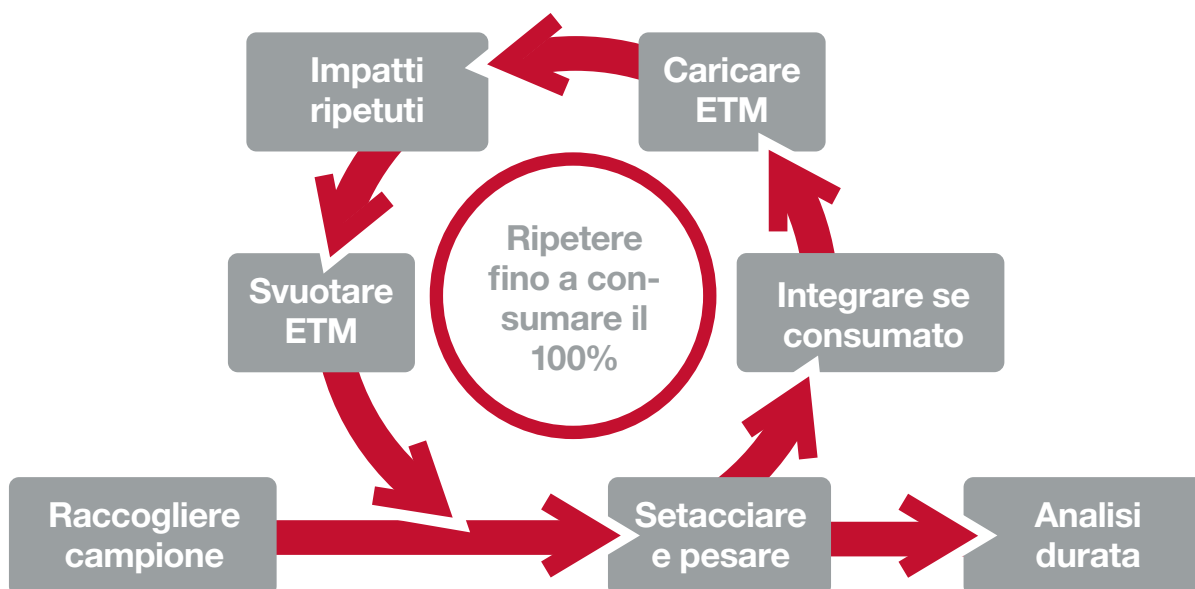 Impatti
ripetuti
Caricare
ETM
Ripetere
fino a con-
sumare il
100%
Svuotare
ETM
Integrare se
consumato
Raccogliere
campione
Setacciare
e pesare
Analisi
durata